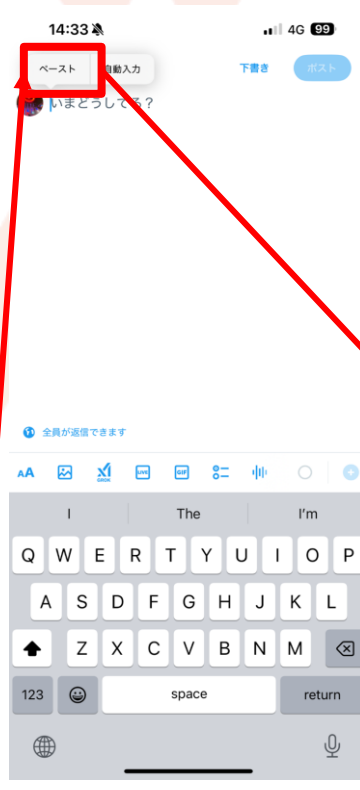 14:33 4G 99
ペースト 自動入力 下書き ポスト
いまどうしてる？
全員が返信できます
AA GROK LIVE GIF
I The I'm
Q W E R T Y U I O P
A S D F G H J K L
Z X C V B N M
123 space return